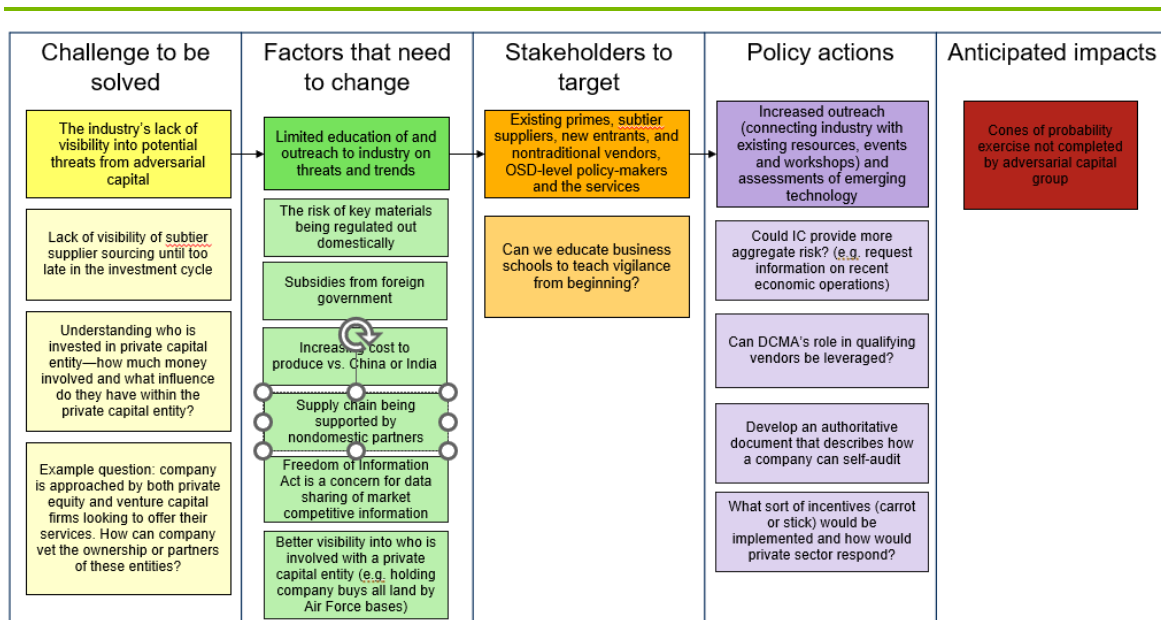 Challenge to be
solved
The industry's lack of
visibility into potential
threats from adversarial
capital
Lack of visibility of subtier
supplier sourcing until too
late in the investment cycle
Understanding who is
invested in private capital
entity—how much money
involved and what influence
do they have within the
private capital entity?
Example question: company
is approached by both private
equity and venture capital
firms looking to offer their
services. How can company
vet the ownership or partners
of these entities?
Factors that need
to change
Limited education of and
outreach to industry on
threats and trends
The risk of key materials
being regulated out
domestically
Subsidies from foreign
government
Increasing cost to
produce vs. China or India
Supply chain being
supported by
nondomestic partners
Freedom of Information
Act is a concern for data
sharing of market
competitive information
Better visibility into who is
involved with a private
capital entity (e.g. holding
company buys all land by
Air Force bases)
Stakeholders to
target
Existing primes, subtier
suppliers, new entrants, and
nontraditional vendors,
OSD-level policy-makers
and the services
Can we educate business
schools to teach vigilance
from beginning?
Policy actions
Increased outreach
(connecting industry with
existing resources, events
and workshops) and
assessments of emerging
technology
Could IC provide more
aggregate risk? (e.g. request
information on recent
economic operations)
Can DCMA's role in qualifying
vendors be leveraged?
Develop an authoritative
document that describes how
a company can self-audit
What sort of incentives (carrot
or stick) would be
implemented and how would
private sector respond?
Anticipated impacts
Cones of probability
exercise not completed
by adversarial capital
group